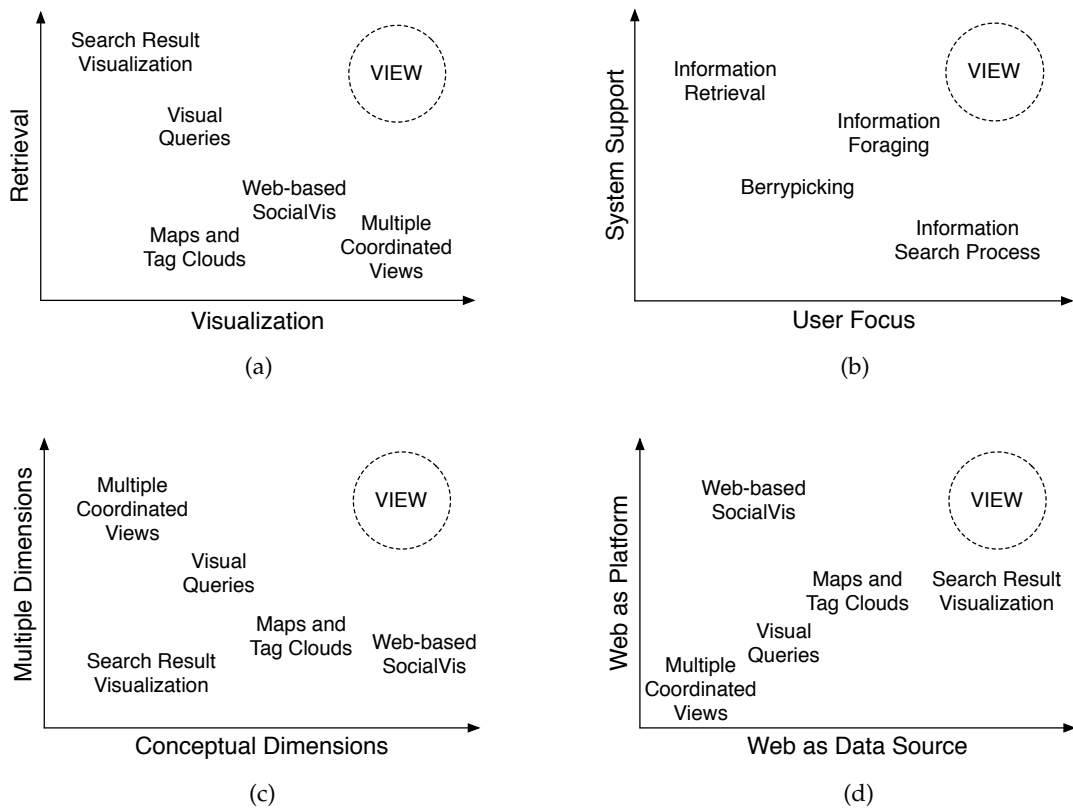 Search Result
Visualization
VIEW
Visual
Queries
Web-based
SocialVis
Maps and
Tag Clouds
Multiple
Coordinated
Views
Retrieval
Visualization
(a)
Information
Retrieval
VIEW
Information
Foraging
Berrypicking
Information
Search Process
System Support
User Focus
(b)
Multiple
Coordinated
Views
VIEW
Visual
Queries
Maps and
Tag Clouds
Web-based
SocialVis
Search Result
Visualization
Multiple Dimensions
Conceptual Dimensions
(c)
Web-based
SocialVis
VIEW
Maps and
Tag Clouds
Search Result
Visualization
Visual
Queries
Multiple
Coordinated
Views
Web as Platform
Web as Data Source
(d)